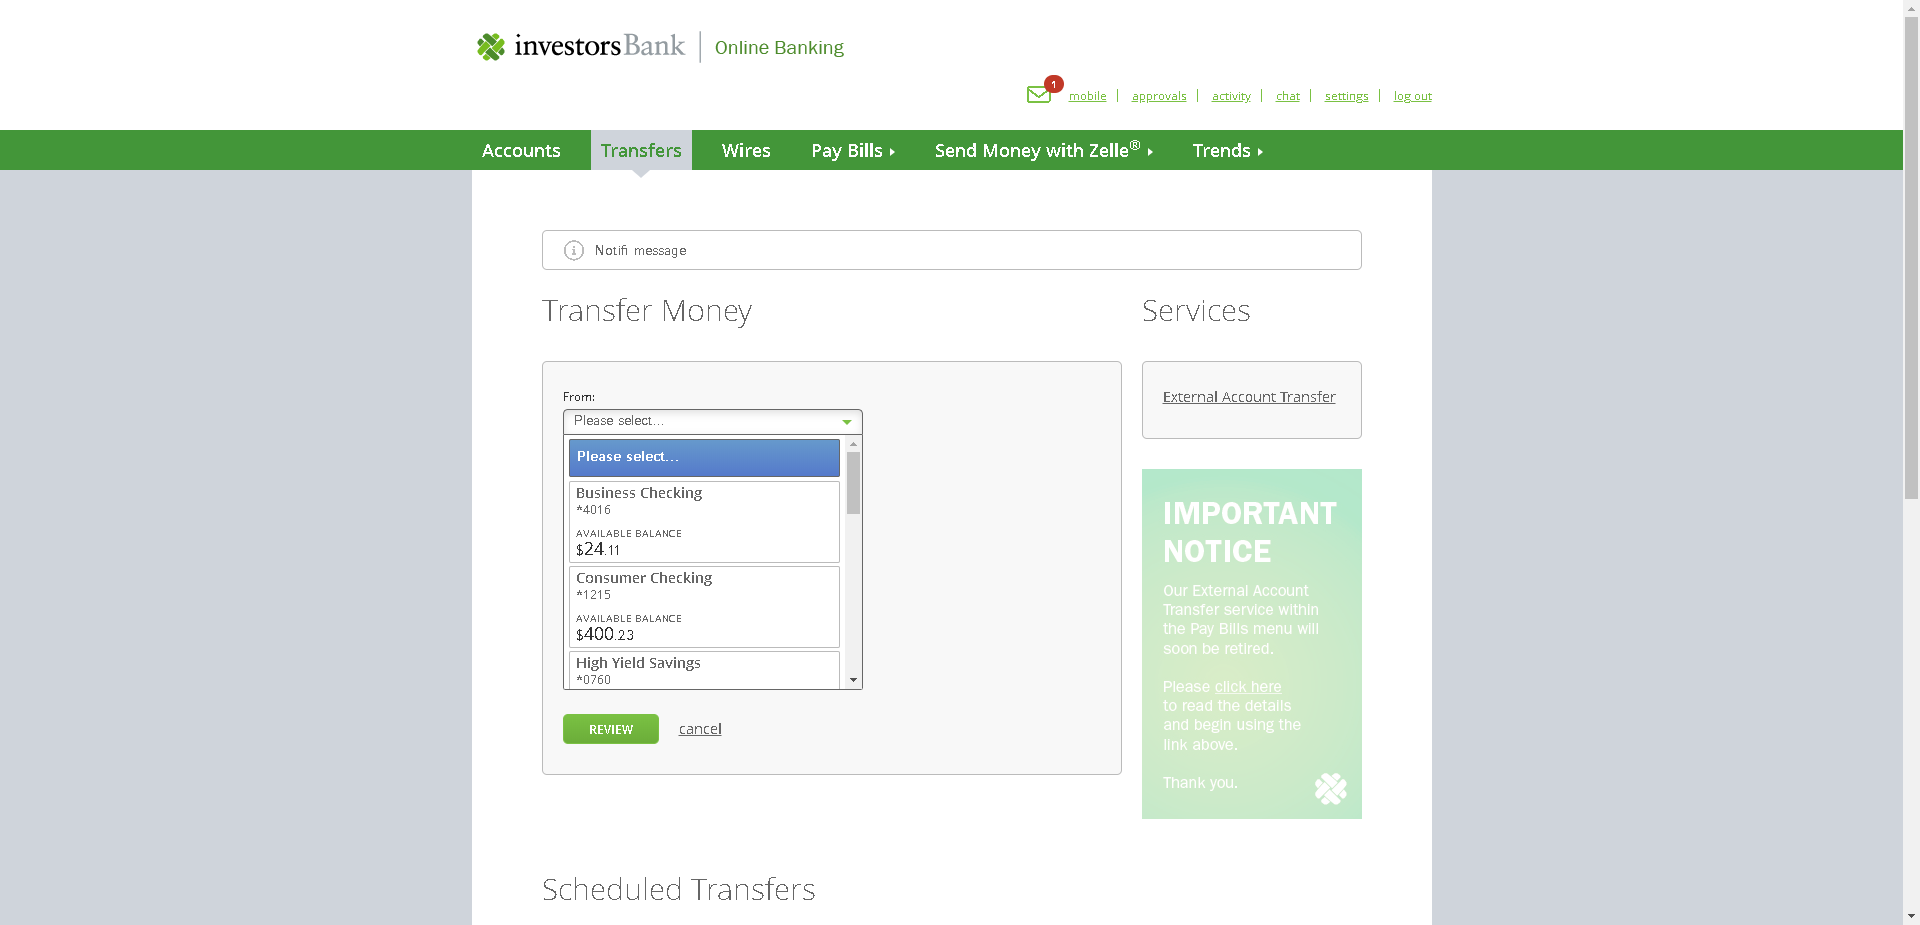 investorsBank Online Banking
1
mobile approvals activity chat settings log out
Accounts Transfers Wires Pay Bills Send Money with Zelle® Trends
Notifi message
Transfer Money
From:
Please select...
Please select...
Business Checking
*4016
AVAILABLE BALANCE
$24.11
Consumer Checking
*1215
AVAILABLE BALANCE
$400.23
High Yield Savings
*0760
REVIEW cancel
Services
External Account Transfer
IMPORTANT
NOTICE
Our External Account
Transfer service within
the Pay Bills menu will
soon be retired.
Please click here
to read the details
and begin using the
link above.
Thank you.
Scheduled Transfers